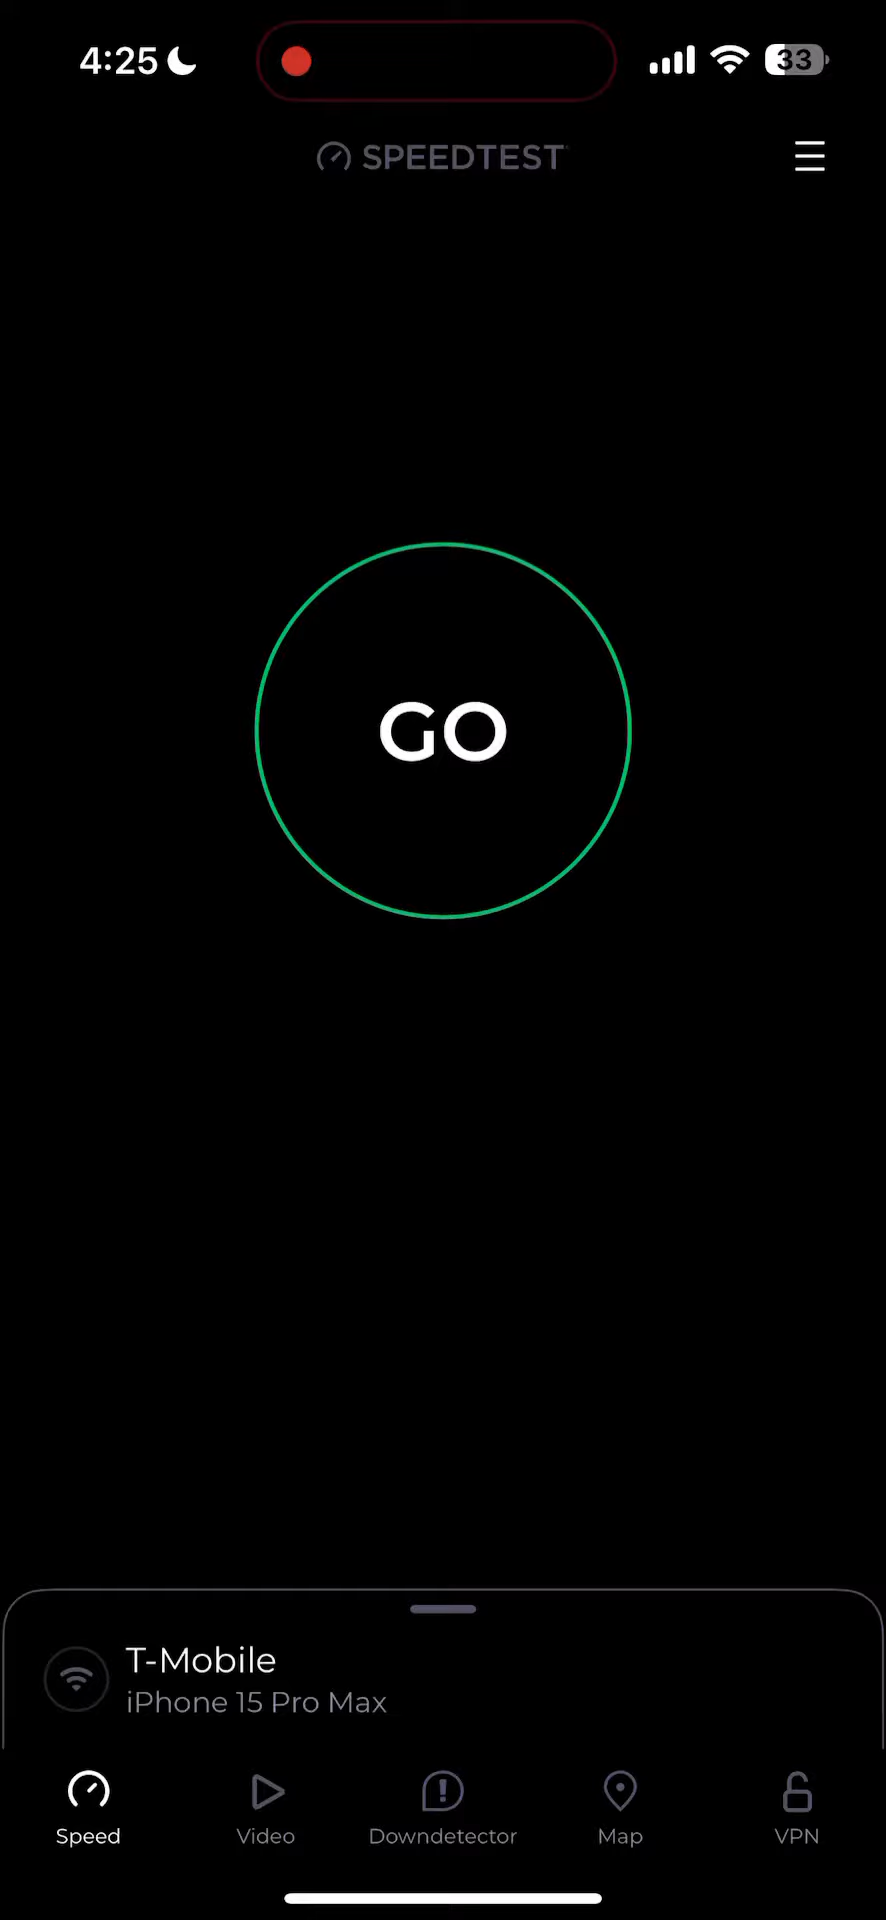 4:25
33
SPEEDTEST
GO
T-Mobile
iPhone 15 Pro Max
Speed
Video
Downdetector
Map
VPN